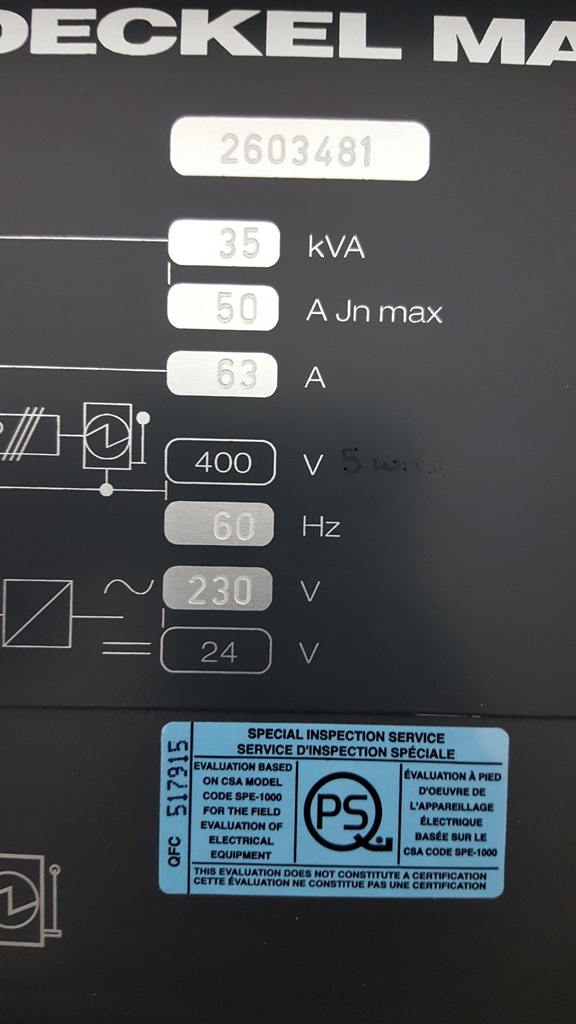 DECKEL MA
2603481
35 kVA
50 A Jn max
63 A
400 V 5
60 Hz
230 V
24 V
QFC 517915
SPECIAL INSPECTION SERVICE
SERVICE D'INSPECTION SPÉCIALE
EVALUATION BASED
ON CSA MODEL
CODE SPE-1000
FOR THE FIELD
EVALUATION OF
ELECTRICAL
EQUIPMENT
PS
ÉVALUATION À PIED
D'OEUVRE DE
L'APPAREILLAGE
ÉLECTRIQUE
BASÉE SUR LE
CSA CODE SPE-1000
THIS EVALUATION DOES NOT CONSTITUTE A CERTIFICATION
CETTE ÉVALUATION NE CONSTITUE PAS UNE CERTIFICATION